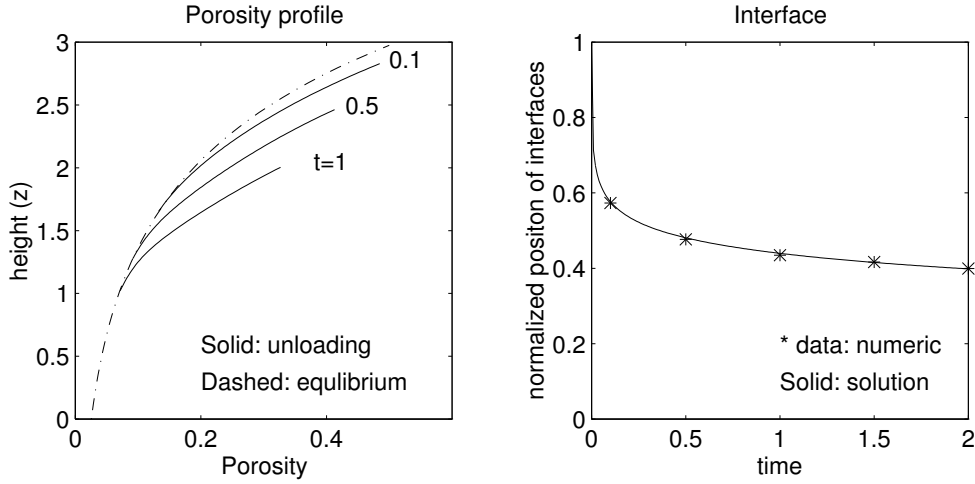 Porosity profile
3
2.5
2
1.5
1
0.5
0
0
0.2
0.4
height (z)
Porosity
0.1
0.5
t=1
Solid: unloading
Dashed: equlibrium
Interface
1
0.8
0.6
0.4
0.2
0
0
0.5
1
1.5
2
normalized positon of interfaces
time
* data: numeric
Solid: solution